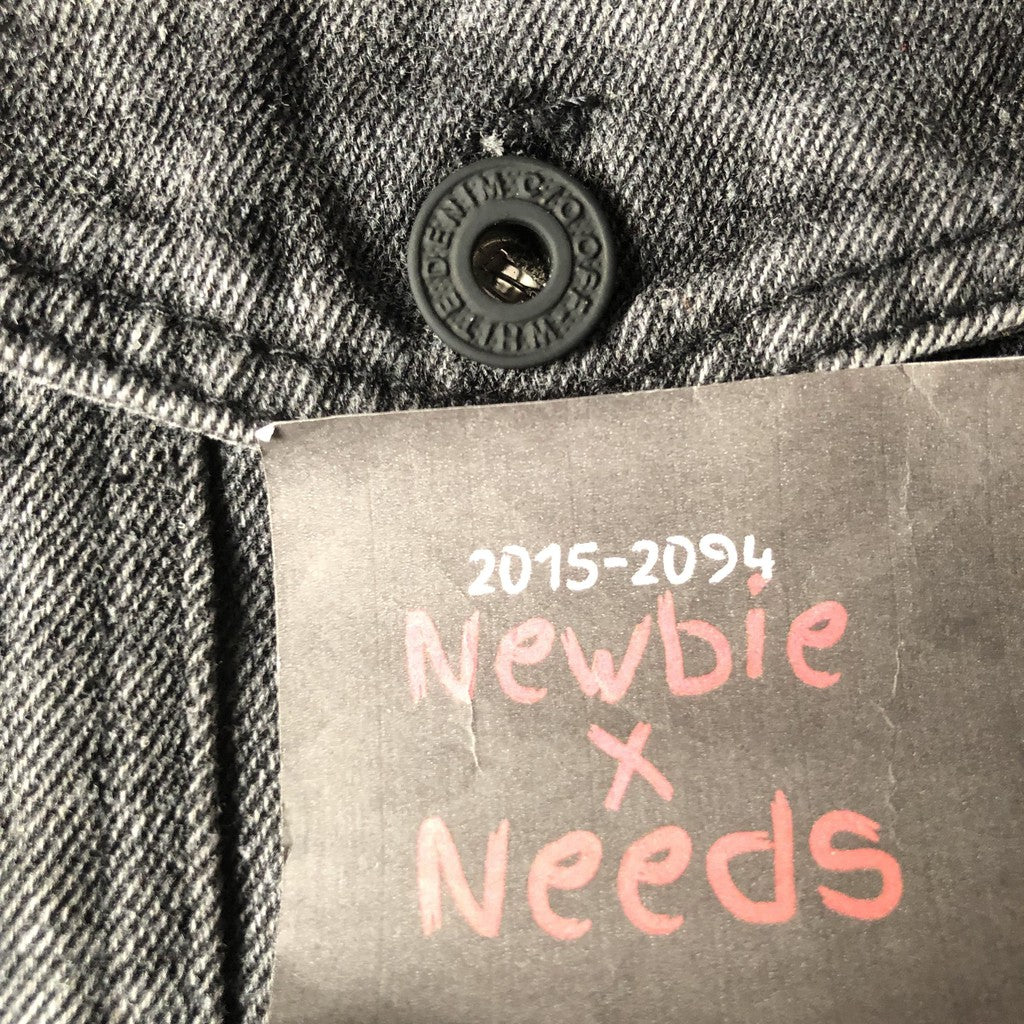 DENIM
OFF-WHITE
2015-2094
Newbie
x
Needs